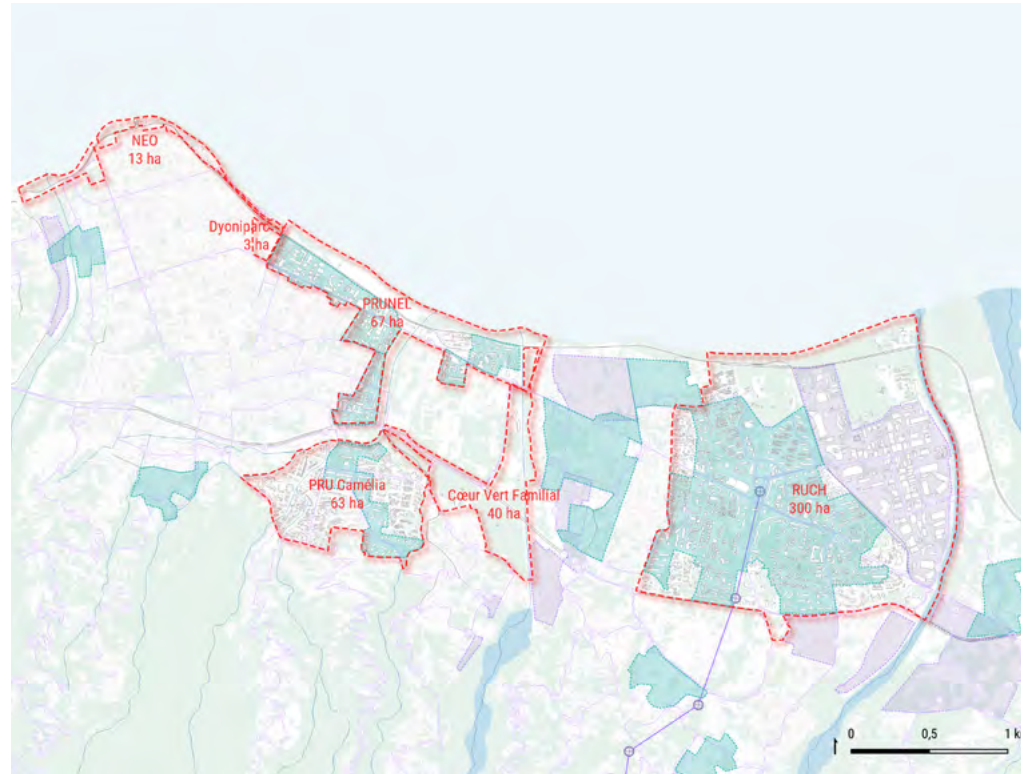 NEO
13 ha
Dyoniparc
3 ha
PRUNEL
67 ha
PRU Camélia
63 ha
Cœur Vert Familial
40 ha
RUCH
300 ha
0 0,5 1 k